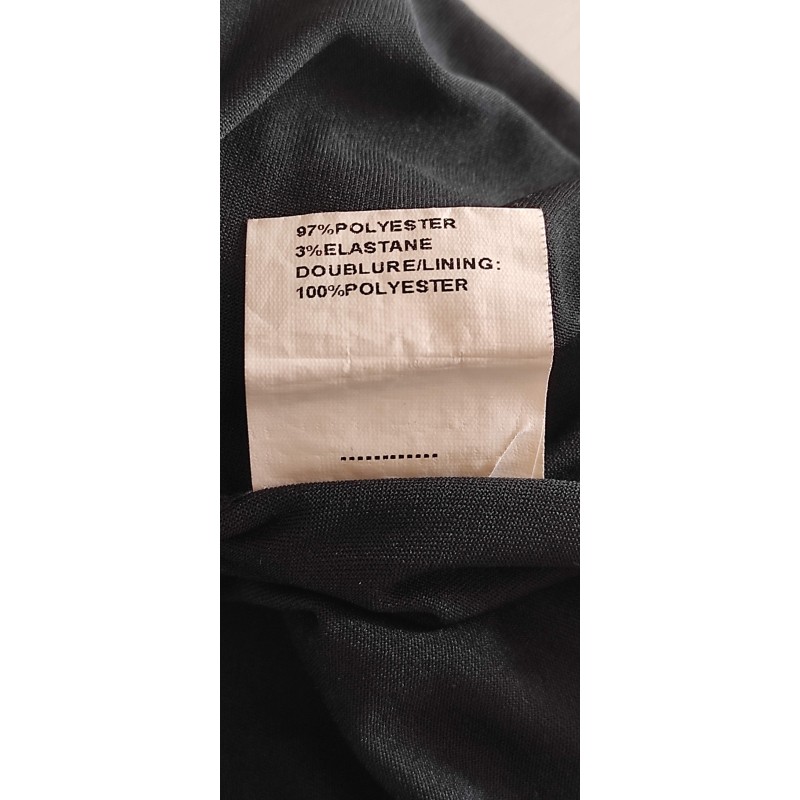 97%POLYESTER
3%ELASTANE
DOUBLURE/LINING:
100%POLYESTER